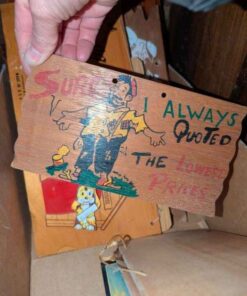 SURE
I ALWAYS
QUOTED
THE LOWEST
PRICES